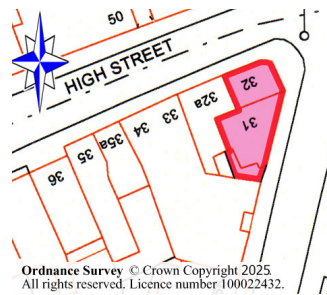 50
HIGH STREET
32
31
32a
33
34
35a
35
36
Ordnance Survey © Crown Copyright 2025.
All rights reserved. Licence number 100022432.